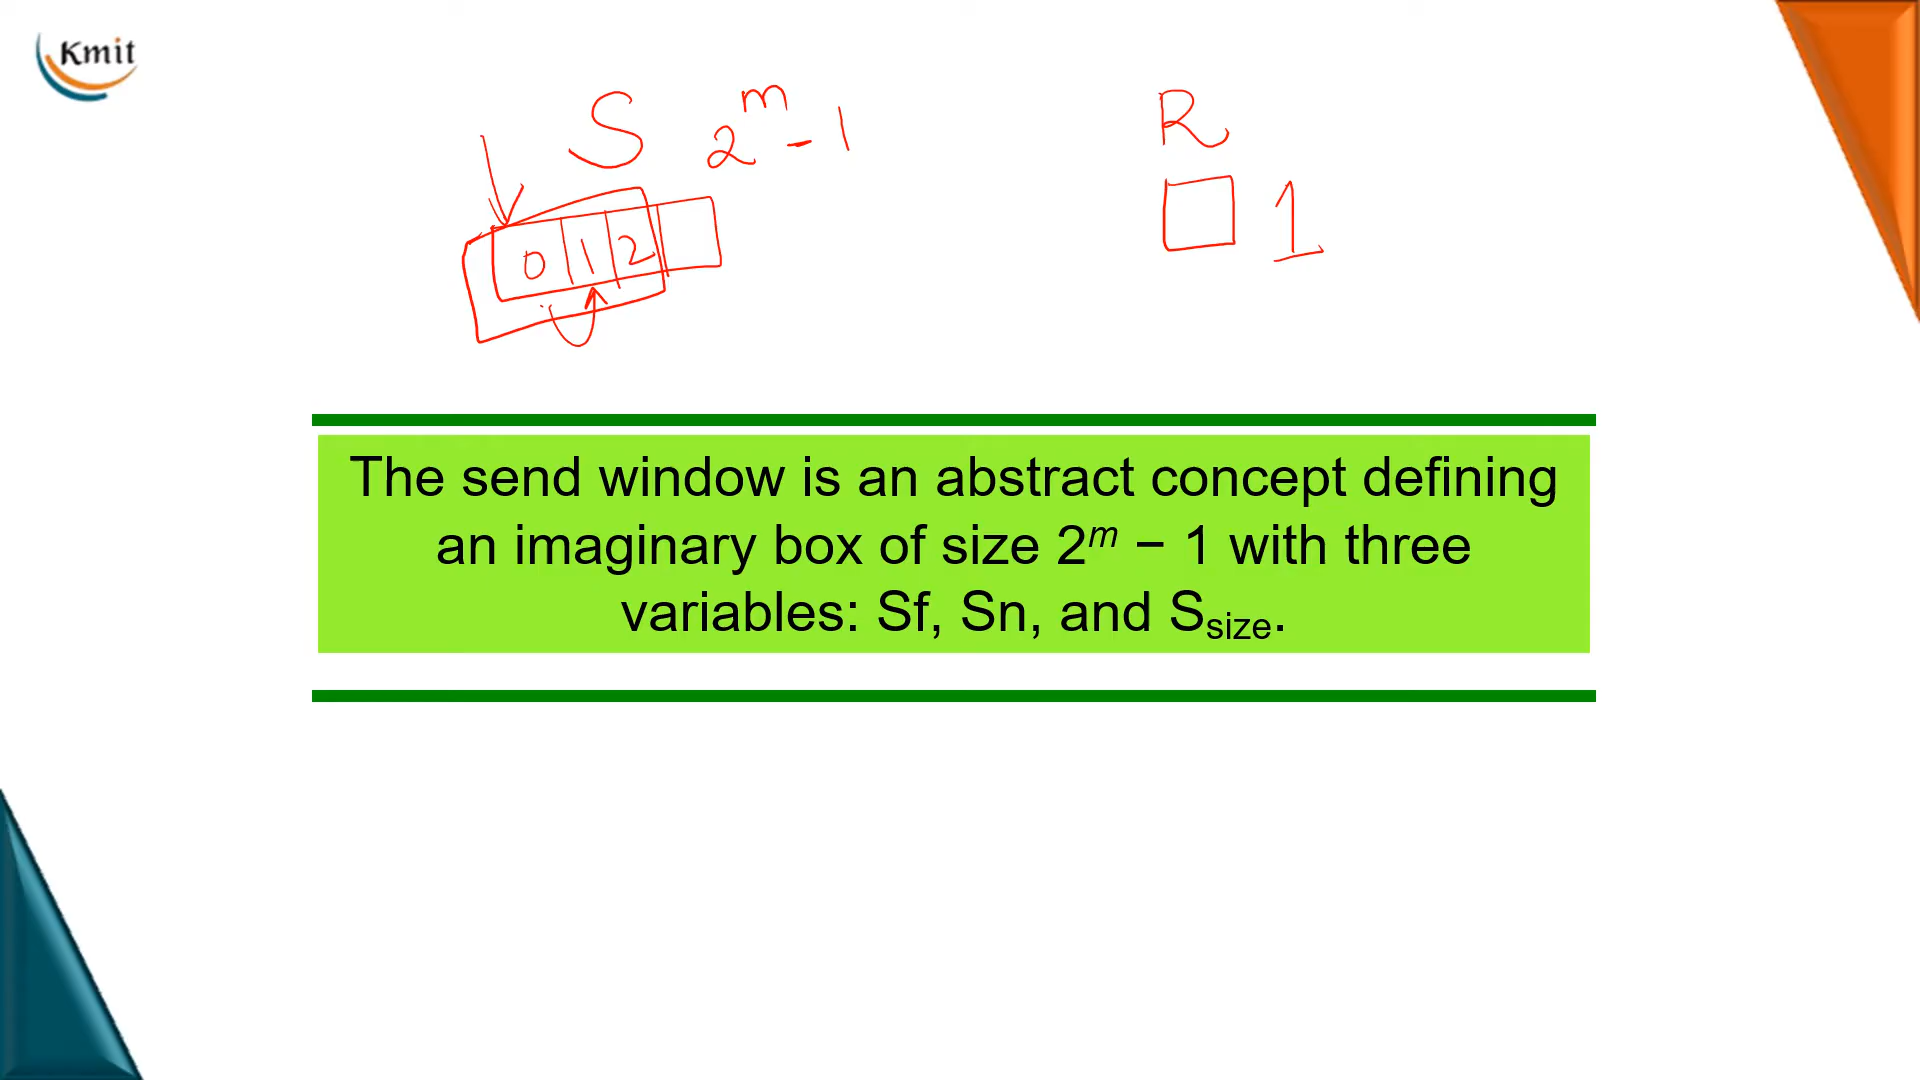 Kmit
S 2^m - 1
R
0 1 2
1
The send window is an abstract concept defining
an imaginary box of size 2^m − 1 with three
variables: Sf, Sn, and S_size.